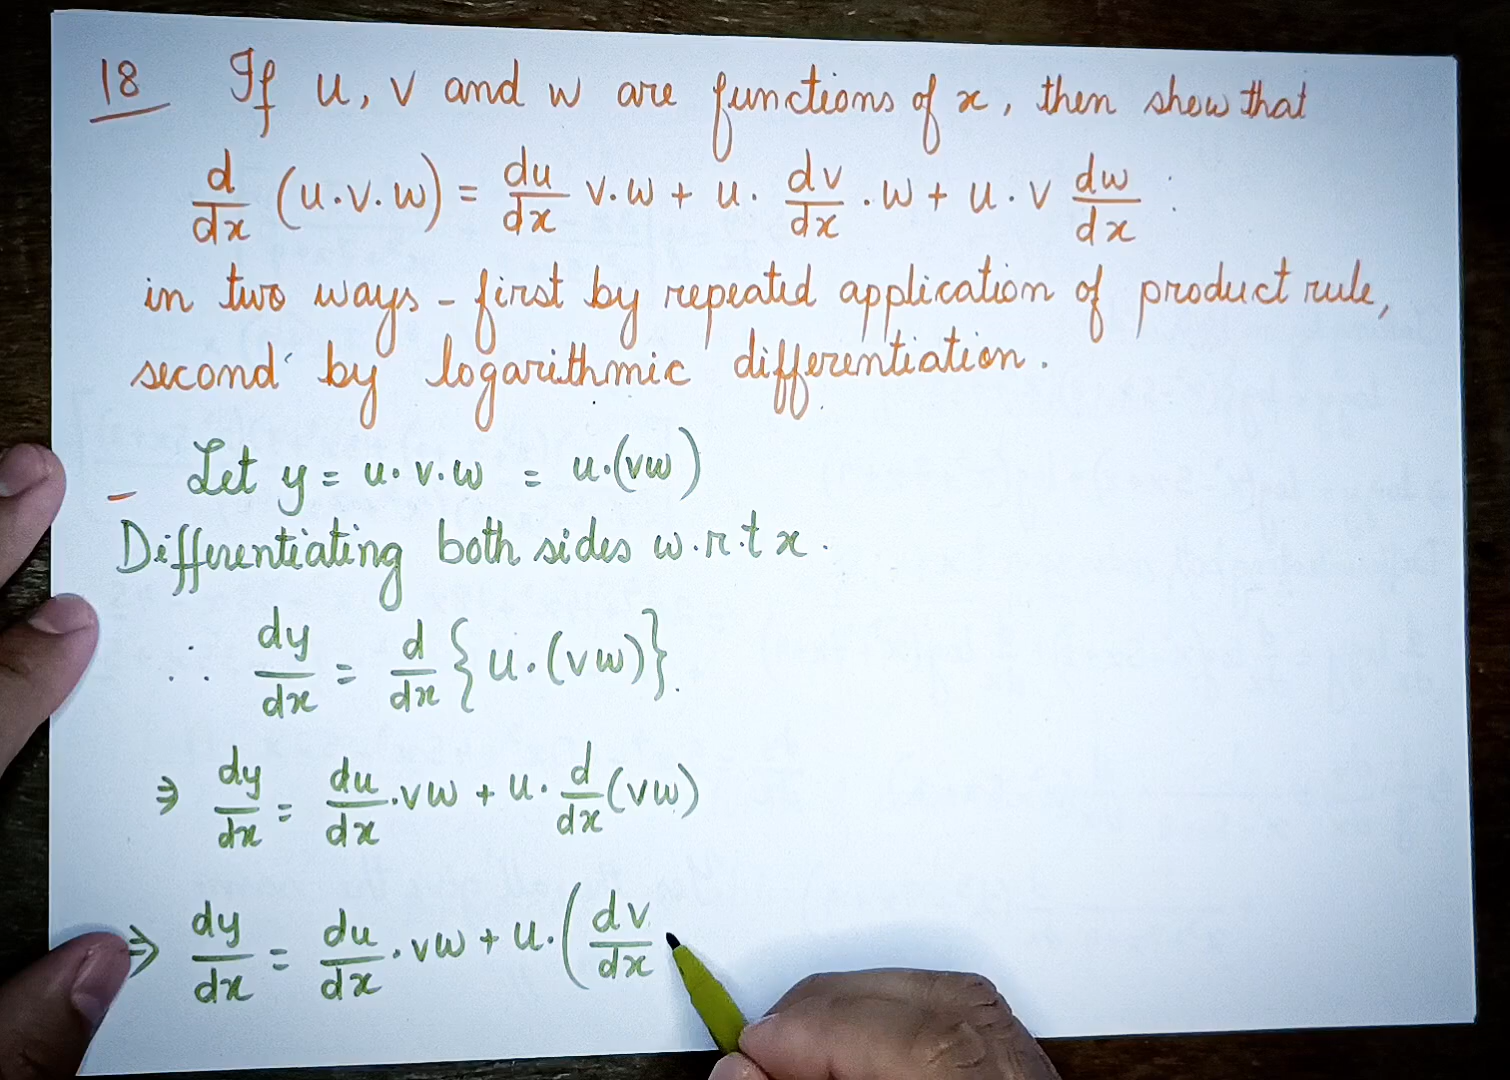 18 If u, v and w are functions of x, then show that
d/dx (u.v.w) = du/dx v.w + u. dv/dx .w + u.v dw/dx
in two ways - first by repeated application of product rule,
second by logarithmic differentiation.
- Let y = u.v.w = u.(vw)
Differentiating both sides w.r.t x.
∴ dy/dx = d/dx {u.(vw)}.
⇒ dy/dx = du/dx .vw + u. d/dx (vw)
⇒ dy/dx = du/dx .vw + u.( dv/dx